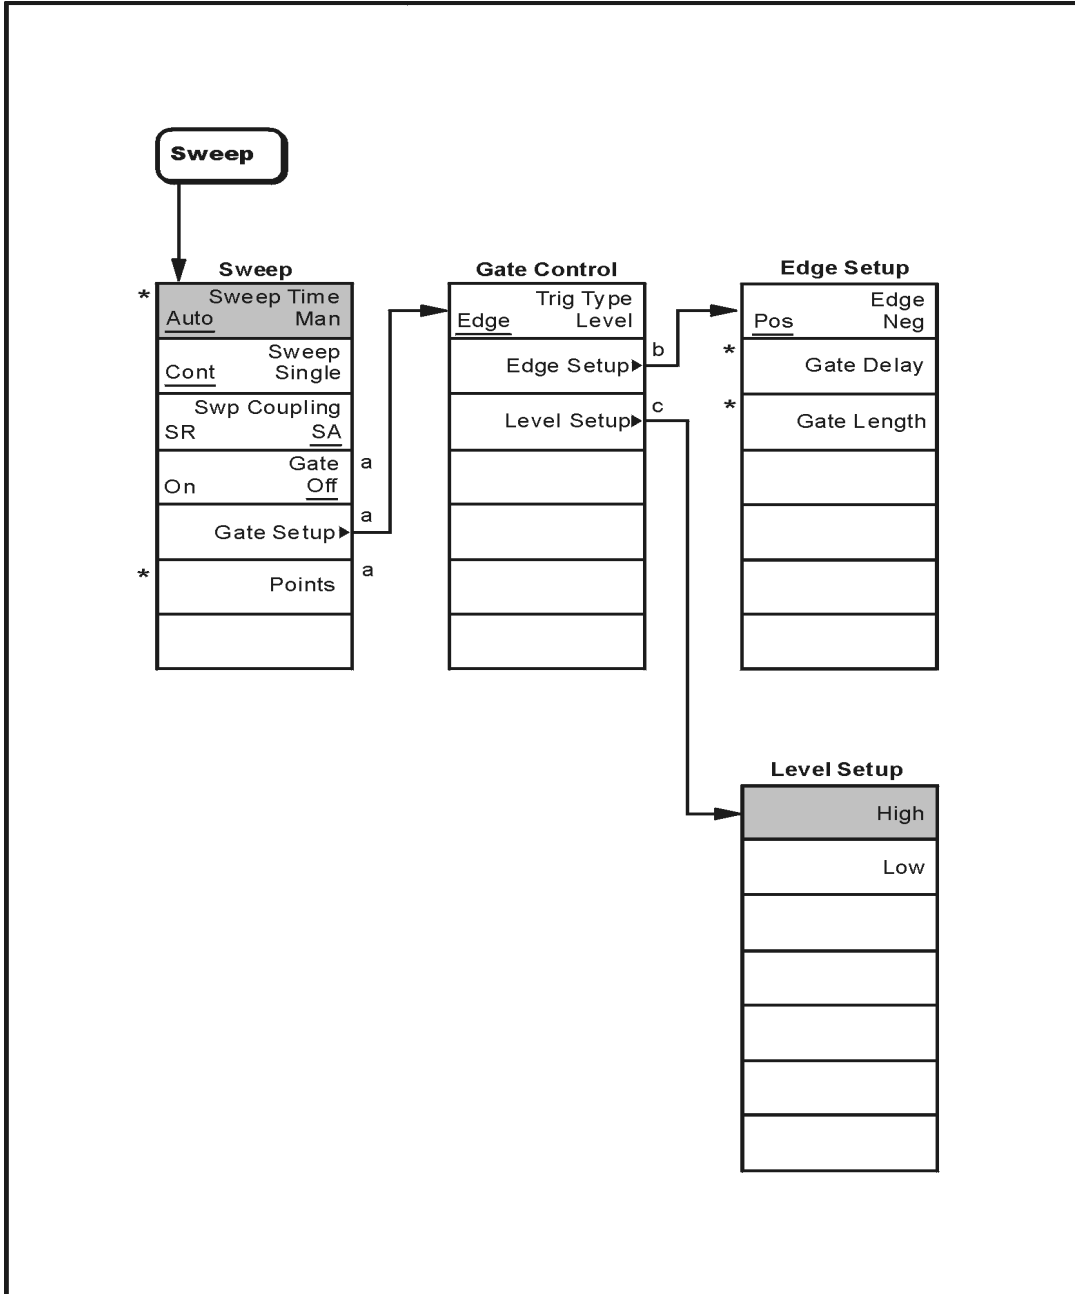 Sweep
Sweep
* Sweep Time
Auto Man
Sweep
Cont Single
Swp Coupling
SR SA
Gate a
On Off
Gate Setup a
* Points a
Gate Control
Trig Type
Edge Level
Edge Setup b
Level Setup c
Edge Setup
Edge
Pos Neg
* Gate Delay
* Gate Length
Level Setup
High
Low